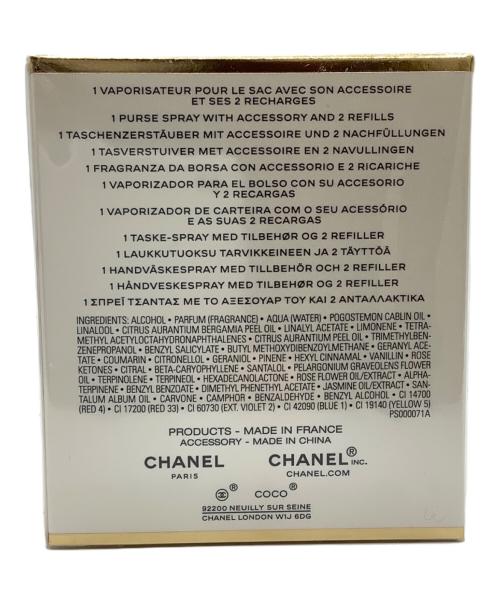 1 VAPORISATEUR POUR LE SAC AVEC SON ACCESSOIRE
ET SES 2 RECHARGES
1 PURSE SPRAY WITH ACCESSORY AND 2 REFILLS
1 TASCHENZERSTÄUBER MIT ACCESSOIRE UND 2 NACHFÜLLUNGEN
1 TASVERSTUIVER MET ACCESSOIRE EN 2 NAVULLINGEN
1 FRAGRANZA DA BORSA CON ACCESSORIO E 2 RICARICHE
1 VAPORIZADOR PARA EL BOLSO CON SU ACCESORIO
Y 2 RECARGAS
1 VAPORIZADOR DE CARTEIRA COM O SEU ACESSÓRIO
E AS SUAS 2 RECARGAS
1 TASKE-SPRAY MED TILBEHØR OG 2 REFILLER
1 LAUKKUTUOKSU TARVIKKEINEEN JA 2 TÄYTTÖÄ
1 HANDVÄSKESPRAY MED TILLBEHÖR OCH 2 REFILLER
1 HÅNDVESKESPRAY MED TILBEHØR OG 2 REFILLER
1 ΣΠΡΕΪ ΤΣΑΝΤΑΣ ΜΕ ΤΟ ΑΞΕΣΟΥΑΡ ΤΟΥ ΚΑΙ 2 ΑΝΤΑΛΛΑΚΤΙΚΑ
INGREDIENTS: ALCOHOL • PARFUM (FRAGRANCE) • AQUA (WATER) • POGOSTEMON CABLIN OIL •
LINALOOL • CITRUS AURANTIUM BERGAMIA PEEL OIL • LINALYL ACETATE • LIMONENE • TETRA-
METHYL ACETYLOCTAHYDRONAPHTHALENES • CITRUS AURANTIUM PEEL OIL • TRIMETHYLBEN-
ZENEPROPANOL • BENZYL SALICYLATE • BUTYL METHOXYDIBENZOYLMETHANE • GERANYL ACE-
TATE • COUMARIN • CITRONELLOL • GERANIOL • PINENE • HEXYL CINNAMAL • VANILLIN • ROSE
KETONES • CITRAL • BETA-CARYOPHYLLENE • SANTALOL • PELARGONIUM GRAVEOLENS FLOWER
OIL • TERPINOLENE • TERPINEOL • HEXADECANOLACTONE • ROSE FLOWER OIL/EXTRACT • ALPHA-
TERPINENE • BENZYL BENZOATE • DIMETHYL PHENETHYL ACETATE • JASMINE OIL/EXTRACT • SAN-
TALUM ALBUM OIL • CARVONE • CAMPHOR • BENZALDEHYDE • BENZYL ALCOHOL • CI 14700
(RED 4) • CI 17200 (RED 33) • CI 60730 (EXT. VIOLET 2) • CI 42090 (BLUE 1) • CI 19140 (YELLOW 5)
PS000071A
PRODUCTS - MADE IN FRANCE
ACCESSORY - MADE IN CHINA
CHANEL CHANEL® INC.
PARIS CHANEL.COM
® COCO®
92200 NEUILLY SUR SEINE
CHANEL LONDON W1J 6DG